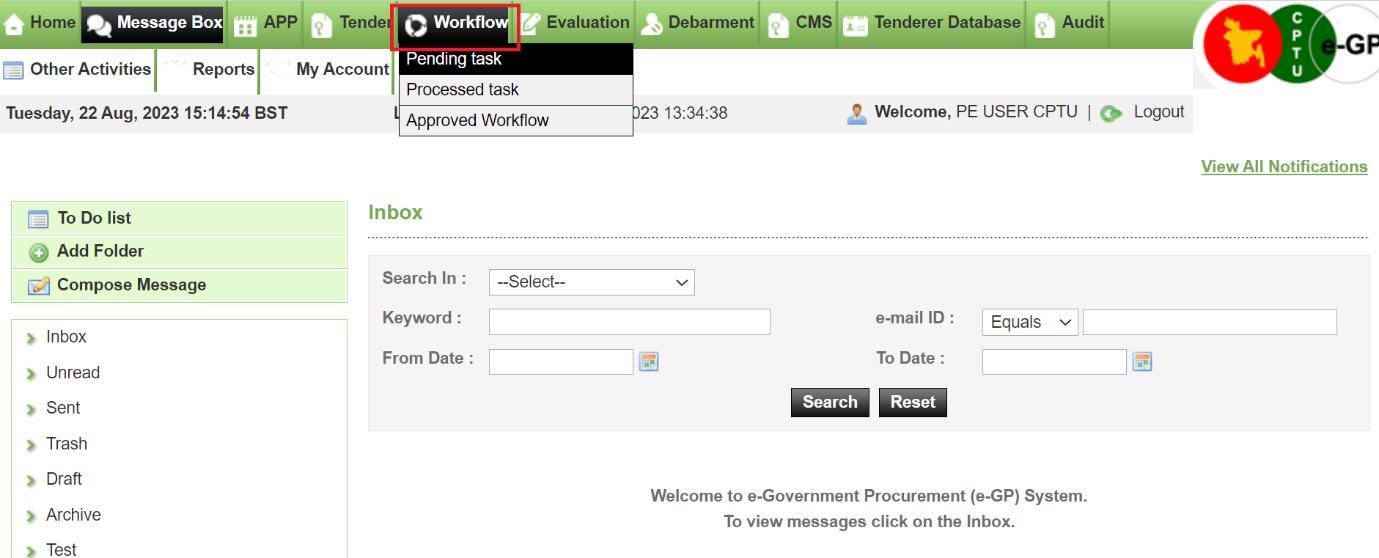 Home Message Box APP Tender Workflow Evaluation Debarment CMS Tenderer Database Audit
Other Activities Reports My Account
Pending task
Processed task
Approved Workflow
Tuesday, 22 Aug, 2023 15:14:54 BST L 023 13:34:38 Welcome, PE USER CPTU | Logout
CPTU e-GP
View All Notifications
To Do list
Add Folder
Compose Message
Inbox
Unread
Sent
Trash
Draft
Archive
Test
Inbox
Search In : --Select--
Keyword : e-mail ID : Equals
From Date : To Date :
Search Reset
Welcome to e-Government Procurement (e-GP) System.
To view messages click on the Inbox.